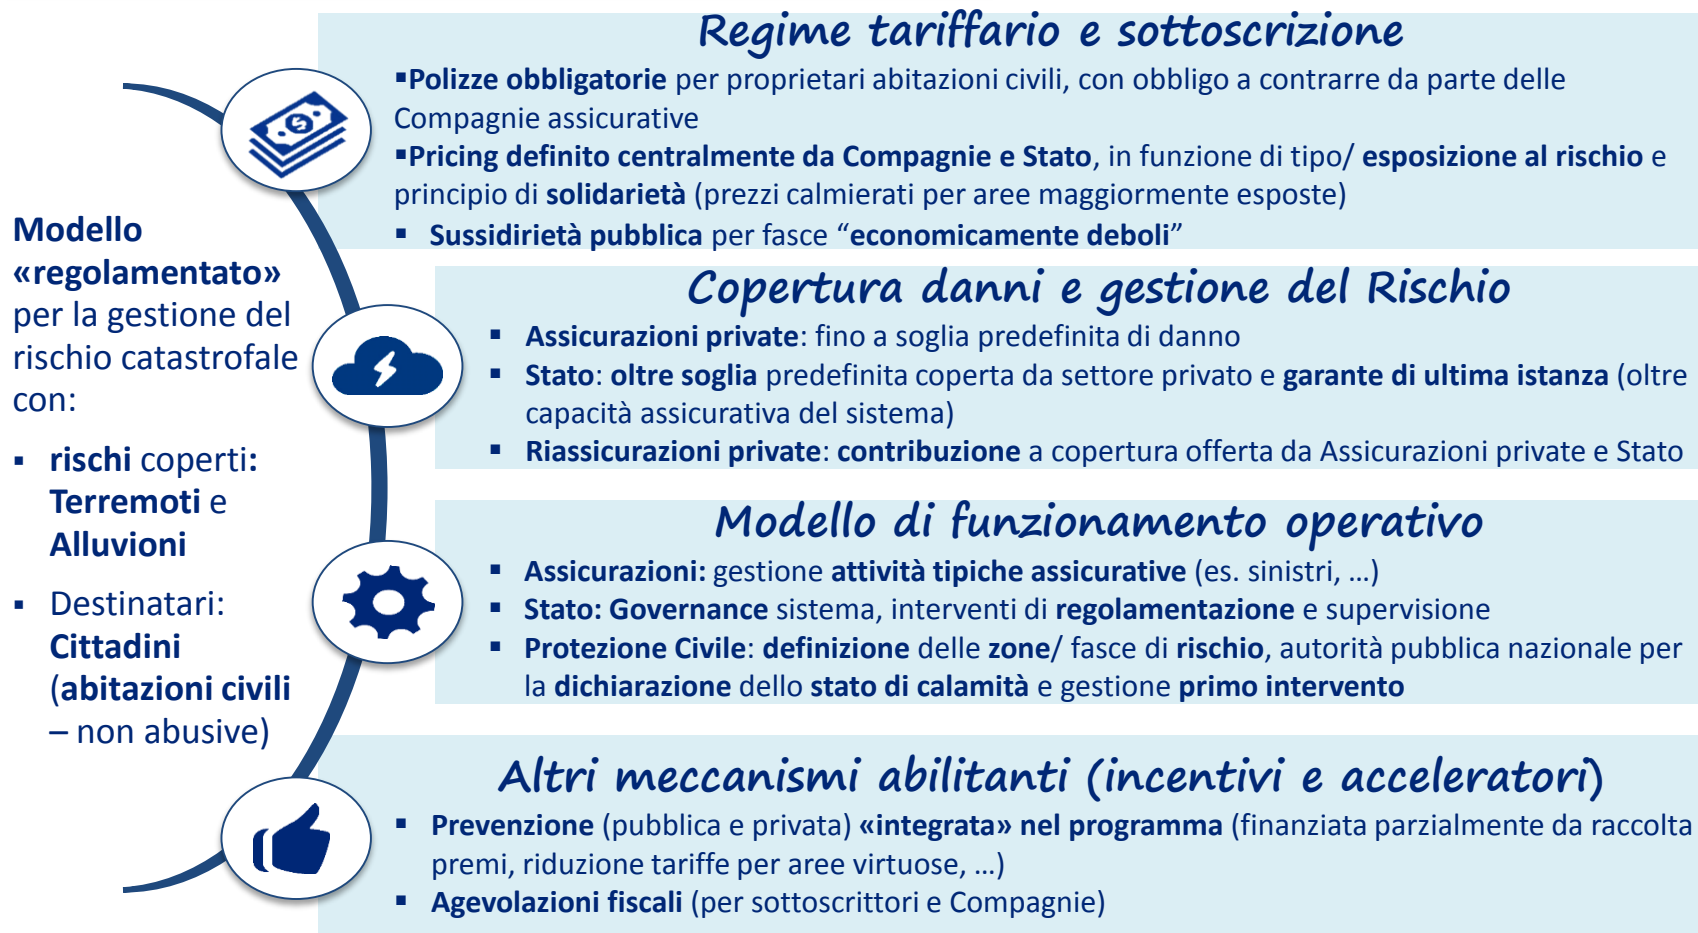 Modello
«regolamentato»
per la gestione del
rischio catastrofale
con:
▪ rischi coperti:
Terremoti e
Alluvioni
▪ Destinatari:
Cittadini
(abitazioni civili
– non abusive)
Regime tariffario e sottoscrizione
▪Polizze obbligatorie per proprietari abitazioni civili, con obbligo a contrarre da parte delle
Compagnie assicurative
▪Pricing definito centralmente da Compagnie e Stato, in funzione di tipo/ esposizione al rischio e
principio di solidarietà (prezzi calmierati per aree maggiormente esposte)
▪ Sussidirietà pubblica per fasce “economicamente deboli”
Copertura danni e gestione del Rischio
▪ Assicurazioni private: fino a soglia predefinita di danno
▪ Stato: oltre soglia predefinita coperta da settore privato e garante di ultima istanza (oltre
capacità assicurativa del sistema)
▪ Riassicurazioni private: contribuzione a copertura offerta da Assicurazioni private e Stato
Modello di funzionamento operativo
▪ Assicurazioni: gestione attività tipiche assicurative (es. sinistri, …)
▪ Stato: Governance sistema, interventi di regolamentazione e supervisione
▪ Protezione Civile: definizione delle zone/ fasce di rischio, autorità pubblica nazionale per
la dichiarazione dello stato di calamità e gestione primo intervento
Altri meccanismi abilitanti (incentivi e acceleratori)
▪ Prevenzione (pubblica e privata) «integrata» nel programma (finanziata parzialmente da raccolta
premi, riduzione tariffe per aree virtuose, …)
▪ Agevolazioni fiscali (per sottoscrittori e Compagnie)